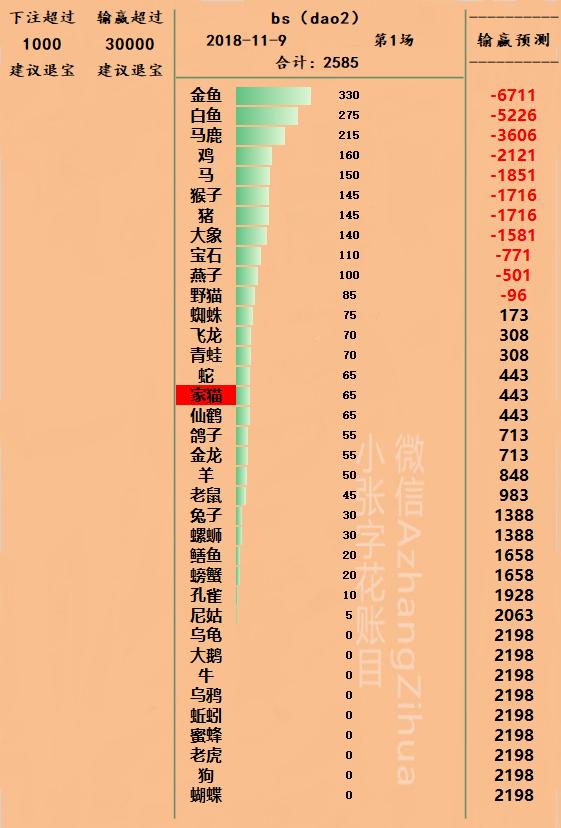 下注超过 输赢超过
1000 30000
建议退宝 建议退宝
bs（dao2）
2018-11-9 第1场
合计：2585
----------
输赢预测
----------
金鱼 330 -6711
白鱼 275 -5226
马鹿 215 -3606
鸡 160 -2121
马 150 -1851
猴子 145 -1716
猪 145 -1716
大象 140 -1581
宝石 110 -771
燕子 100 -501
野猫 85 -96
蜘蛛 75 173
飞龙 70 308
青蛙 70 308
蛇 65 443
家猫 65 443
仙鹤 65 443
鸽子 55 713
金龙 55 713
羊 50 848
老鼠 45 983
兔子 30 1388
螺蛳 30 1388
鳝鱼 20 1658
螃蟹 20 1658
孔雀 10 1928
尼姑 5 2063
乌龟 0 2198
大鹅 0 2198
牛 0 2198
乌鸦 0 2198
蚯蚓 0 2198
蜜蜂 0 2198
老虎 0 2198
狗 0 2198
蝴蝶 0 2198
微信AzhangZihua
小张字花账目